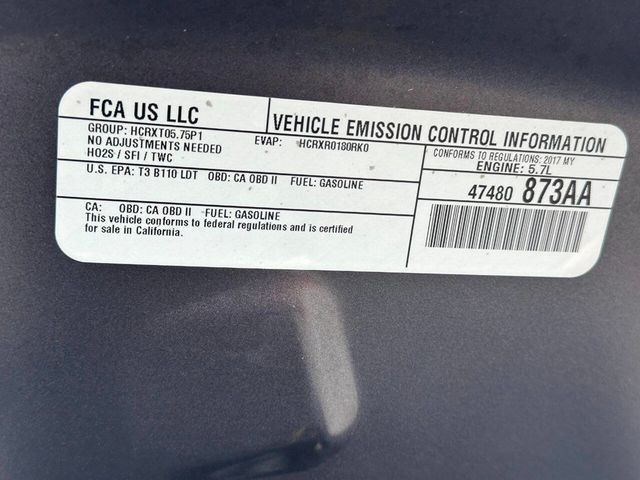 FCA US LLC
VEHICLE EMISSION CONTROL INFORMATION
GROUP: HCRXT05.75P1 EVAP: HCRXR0180RK0
NO ADJUSTMENTS NEEDED
HO2S / SFI / TWC
CONFORMS TO REGULATIONS: 2017 MY
ENGINE: 5.7L
U.S. EPA: T3 B110 LDT OBD: CA OBD II FUEL: GASOLINE
47480 873AA
CA: OBD: CA OBD II FUEL: GASOLINE
This vehicle conforms to federal regulations and is certified
for sale in California.